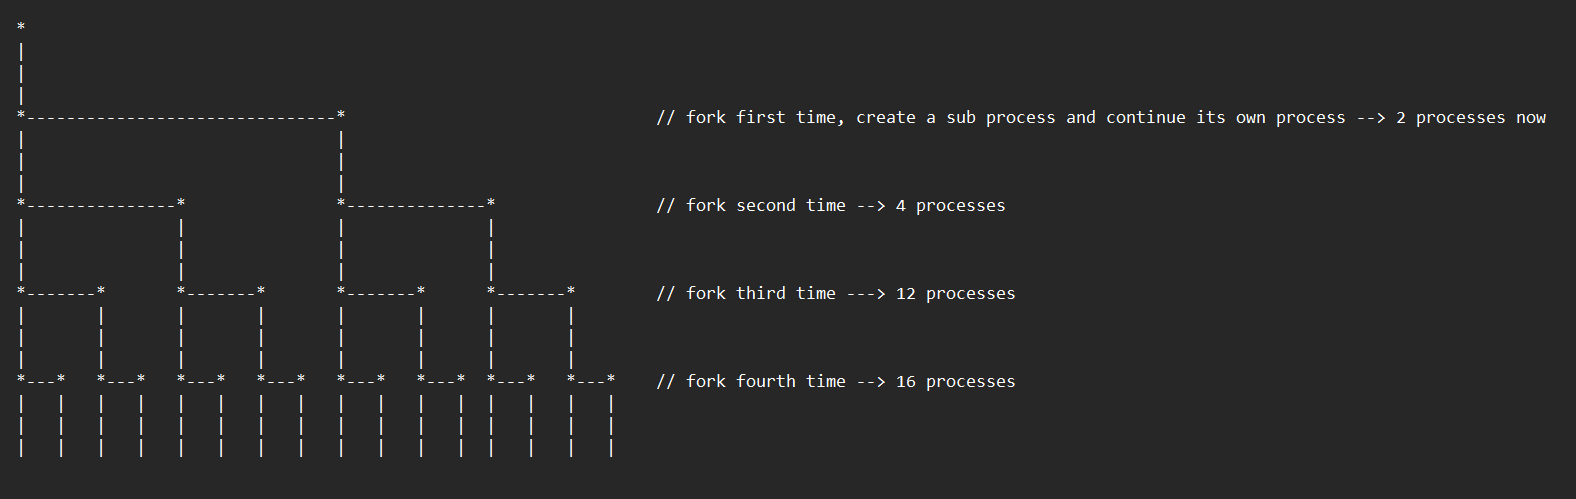 *
|
|
|
*-------------------------------* // fork first time, create a sub process and continue its own process --> 2 processes now
| |
| |
| |
*---------------* *--------------* // fork second time --> 4 processes
| | | |
| | | |
| | | |
*-------* *-------* *-------* *-------* // fork third time ---> 12 processes
| | | | | | | |
| | | | | | | |
| | | | | | | |
*---* *---* *---* *---* *---* *---* *---* *---* // fork fourth time --> 16 processes
| | | | | | | | | | | | | | | |
| | | | | | | | | | | | | | | |
| | | | | | | | | | | | | | | |